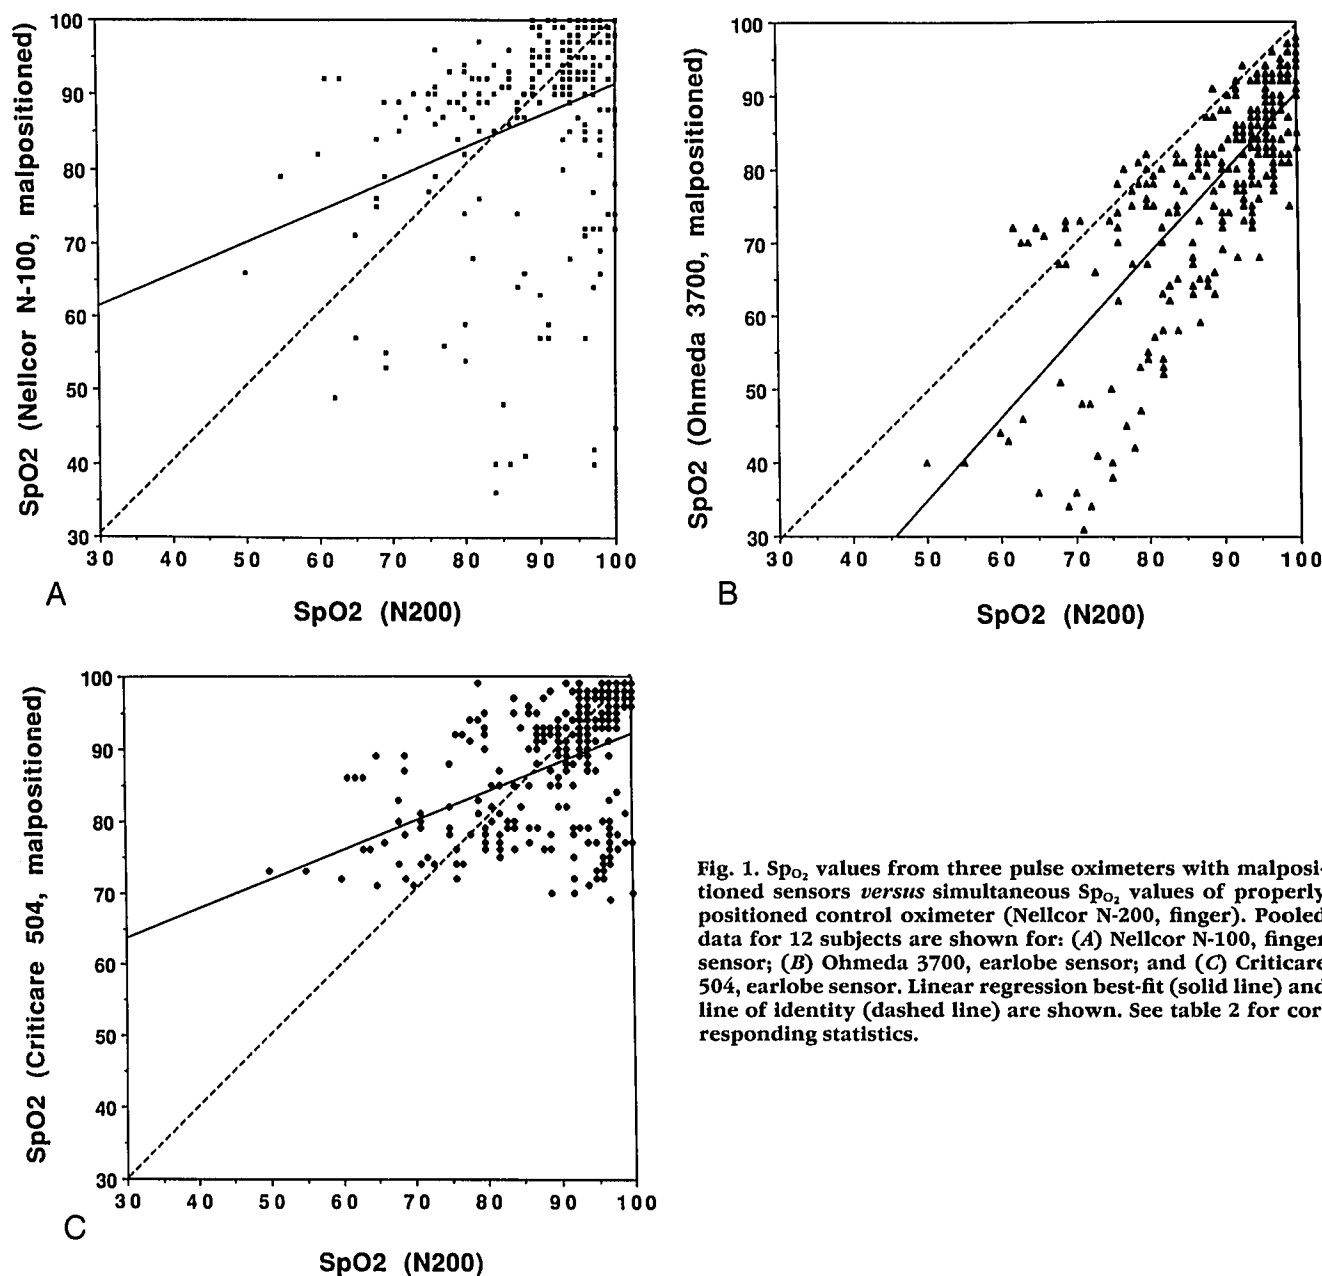 SpO2 (Nellcor N-100, malpositioned)
100
90
80
70
60
50
40
30
30 40 50 60 70 80 90 100
A
SpO2 (N200)
SpO2 (Ohmeda 3700, malpositioned)
100
90
80
70
60
50
40
30
30 40 50 60 70 80 90 100
B
SpO2 (N200)
SpO2 (Criticare 504, malpositioned)
100
90
80
70
60
50
40
30
30 40 50 60 70 80 90 100
C
SpO2 (N200)
Fig. 1. SpO₂ values from three pulse oximeters with malposi-
tioned sensors versus simultaneous SpO₂ values of properly
positioned control oximeter (Nellcor N-200, finger). Pooled
data for 12 subjects are shown for: (A) Nellcor N-100, finger
sensor; (B) Ohmeda 3700, earlobe sensor; and (C) Criticare
504, earlobe sensor. Linear regression best-fit (solid line) and
line of identity (dashed line) are shown. See table 2 for cor
responding statistics.